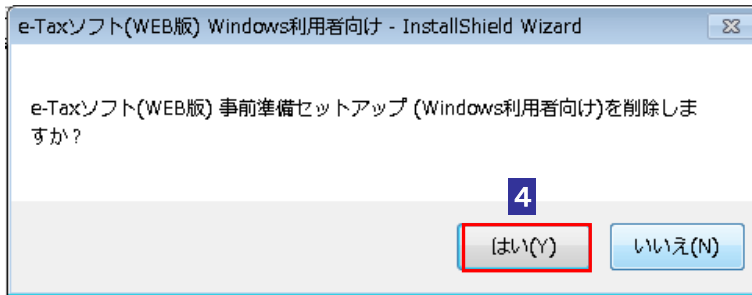 e-Taxソフト(WEB版) Windows利用者向け - InstallShield Wizard
e-Taxソフト(WEB版) 事前準備セットアップ (Windows利用者向け)を削除しま
すか？
4
はい(Y)
いいえ(N)